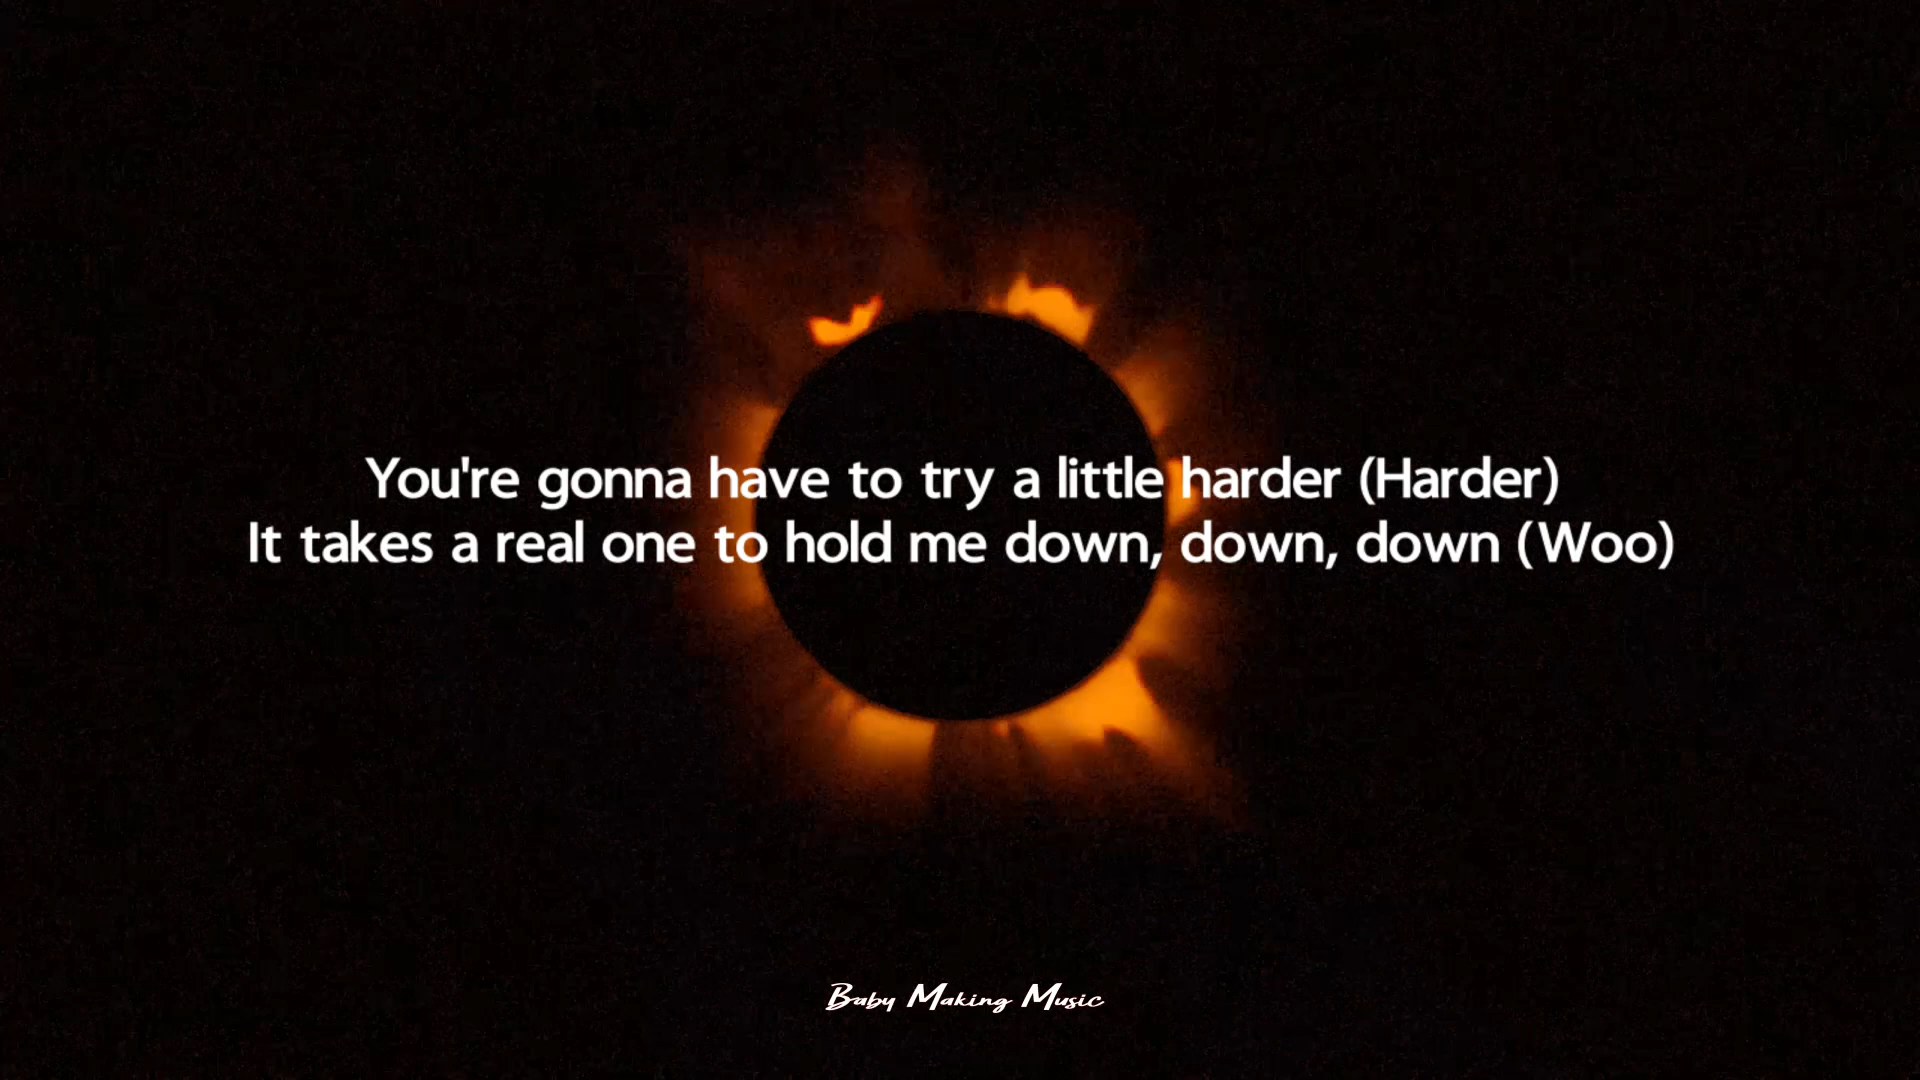 You're gonna have to try a little harder (Harder)
It takes a real one to hold me down, down, down (Woo)
Baby Making Music